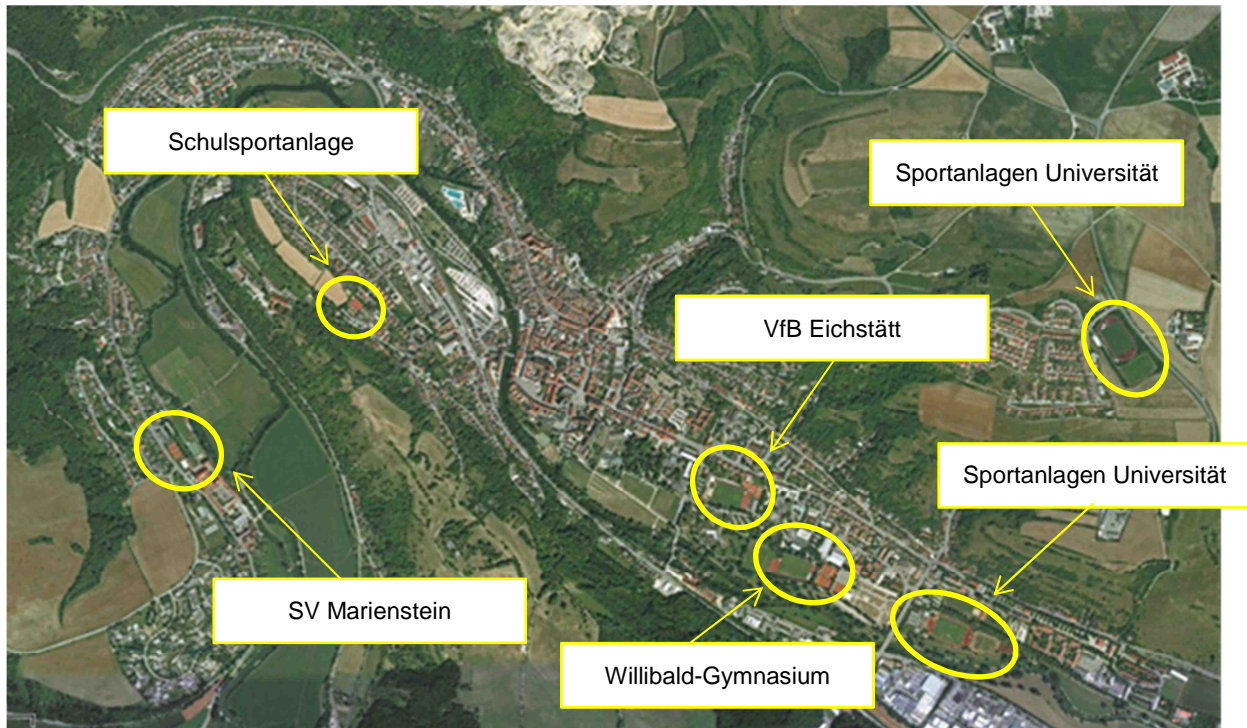 Schulsportanlage
Sportanlagen Universität
VfB Eichstätt
Sportanlagen Universität
SV Marienstein
Willibald-Gymnasium